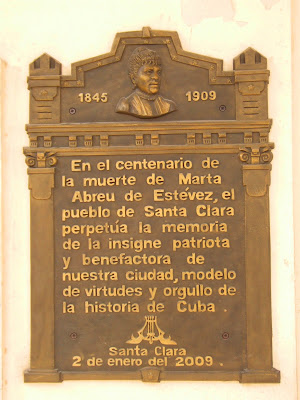 1845 1909
En el centenario de
la muerte de Marta
Abreu de Estévez, el
pueblo de Santa Clara
perpetúa la memoria
de la insigne patriota
y benefactora de
nuestra ciudad, modelo
de virtudes y orgullo de
la historia de Cuba.
Santa Clara
2 de enero del 2009.